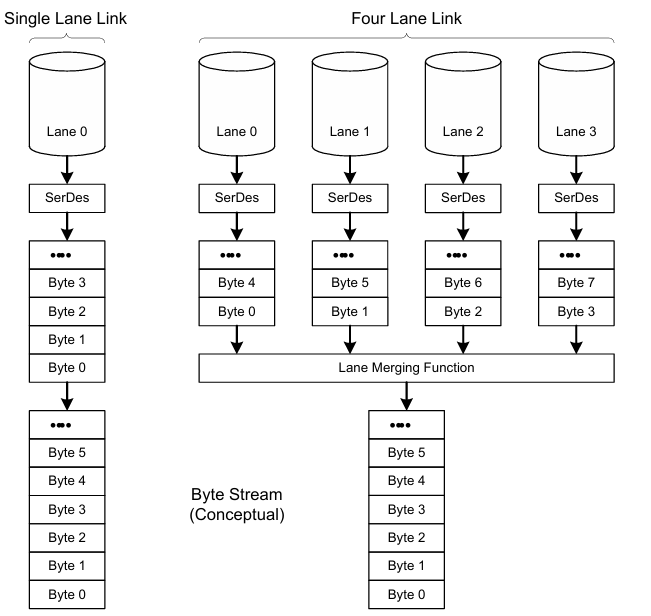 Single Lane Link
Four Lane Link
Lane 0
Lane 0
Lane 1
Lane 2
Lane 3
SerDes
SerDes
SerDes
SerDes
SerDes
••••
Byte 3
Byte 2
Byte 1
Byte 0
••••
Byte 4
Byte 0
••••
Byte 5
Byte 1
••••
Byte 6
Byte 2
••••
Byte 7
Byte 3
Lane Merging Function
••••
Byte 5
Byte 4
Byte 3
Byte 2
Byte 1
Byte 0
Byte Stream
(Conceptual)
••••
Byte 5
Byte 4
Byte 3
Byte 2
Byte 1
Byte 0